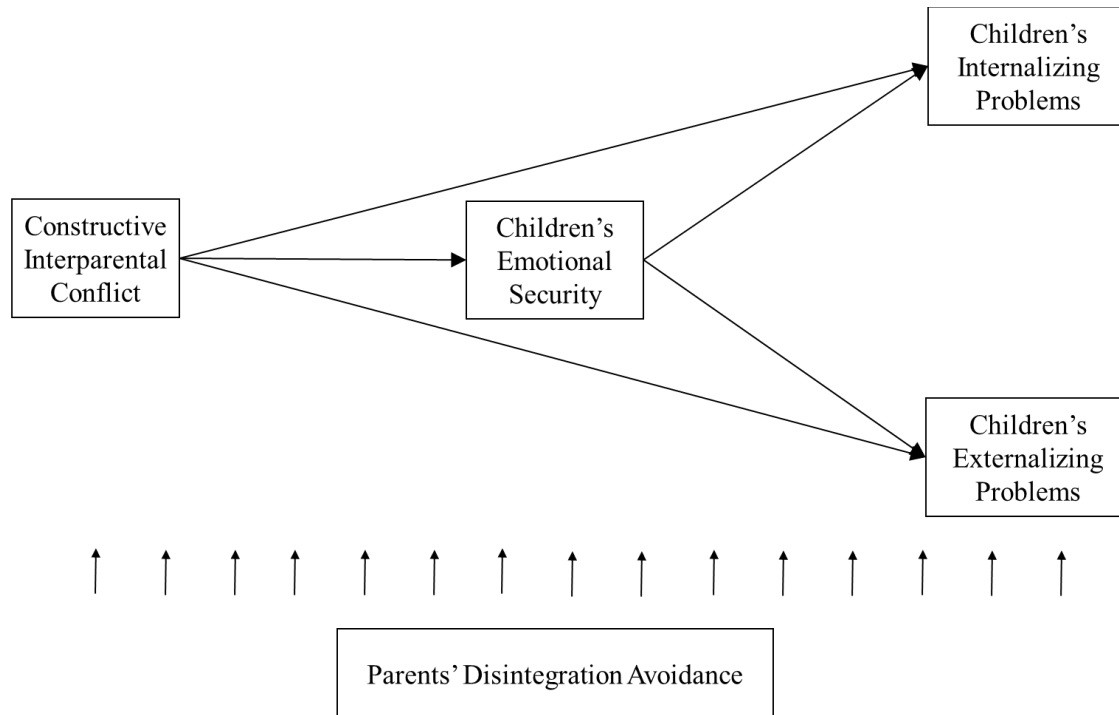 Children’s
Internalizing
Problems
Constructive
Interparental
Conflict
Children’s
Emotional
Security
Children’s
Externalizing
Problems
Parents’ Disintegration Avoidance